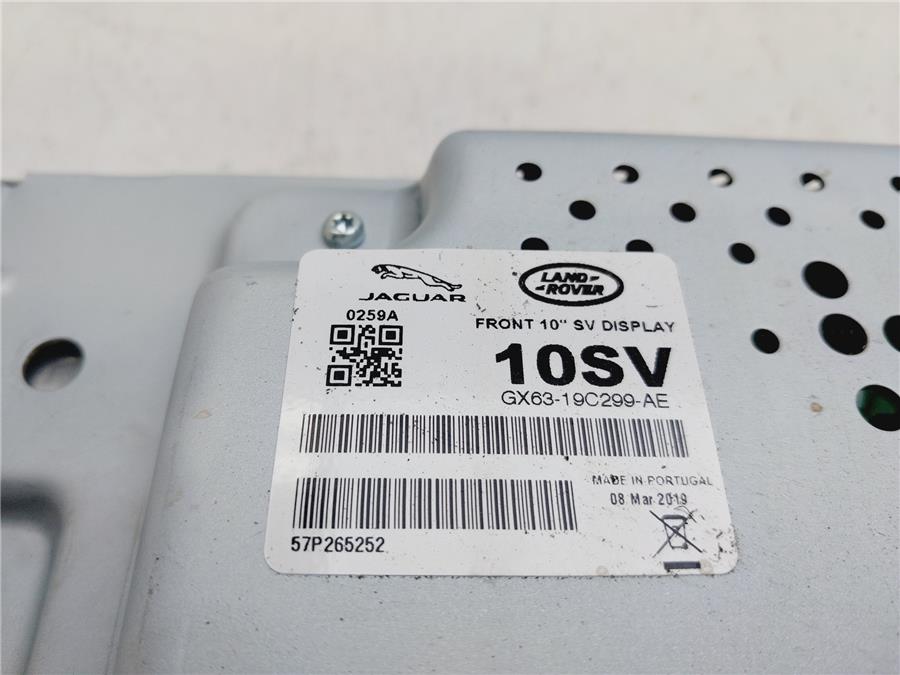 JAGUAR
LAND-
-ROVER
0259A
FRONT 10" SV DISPLAY
10SV
GX63-19C299-AE
MADE IN PORTUGAL
08 Mar 2019
57P265252